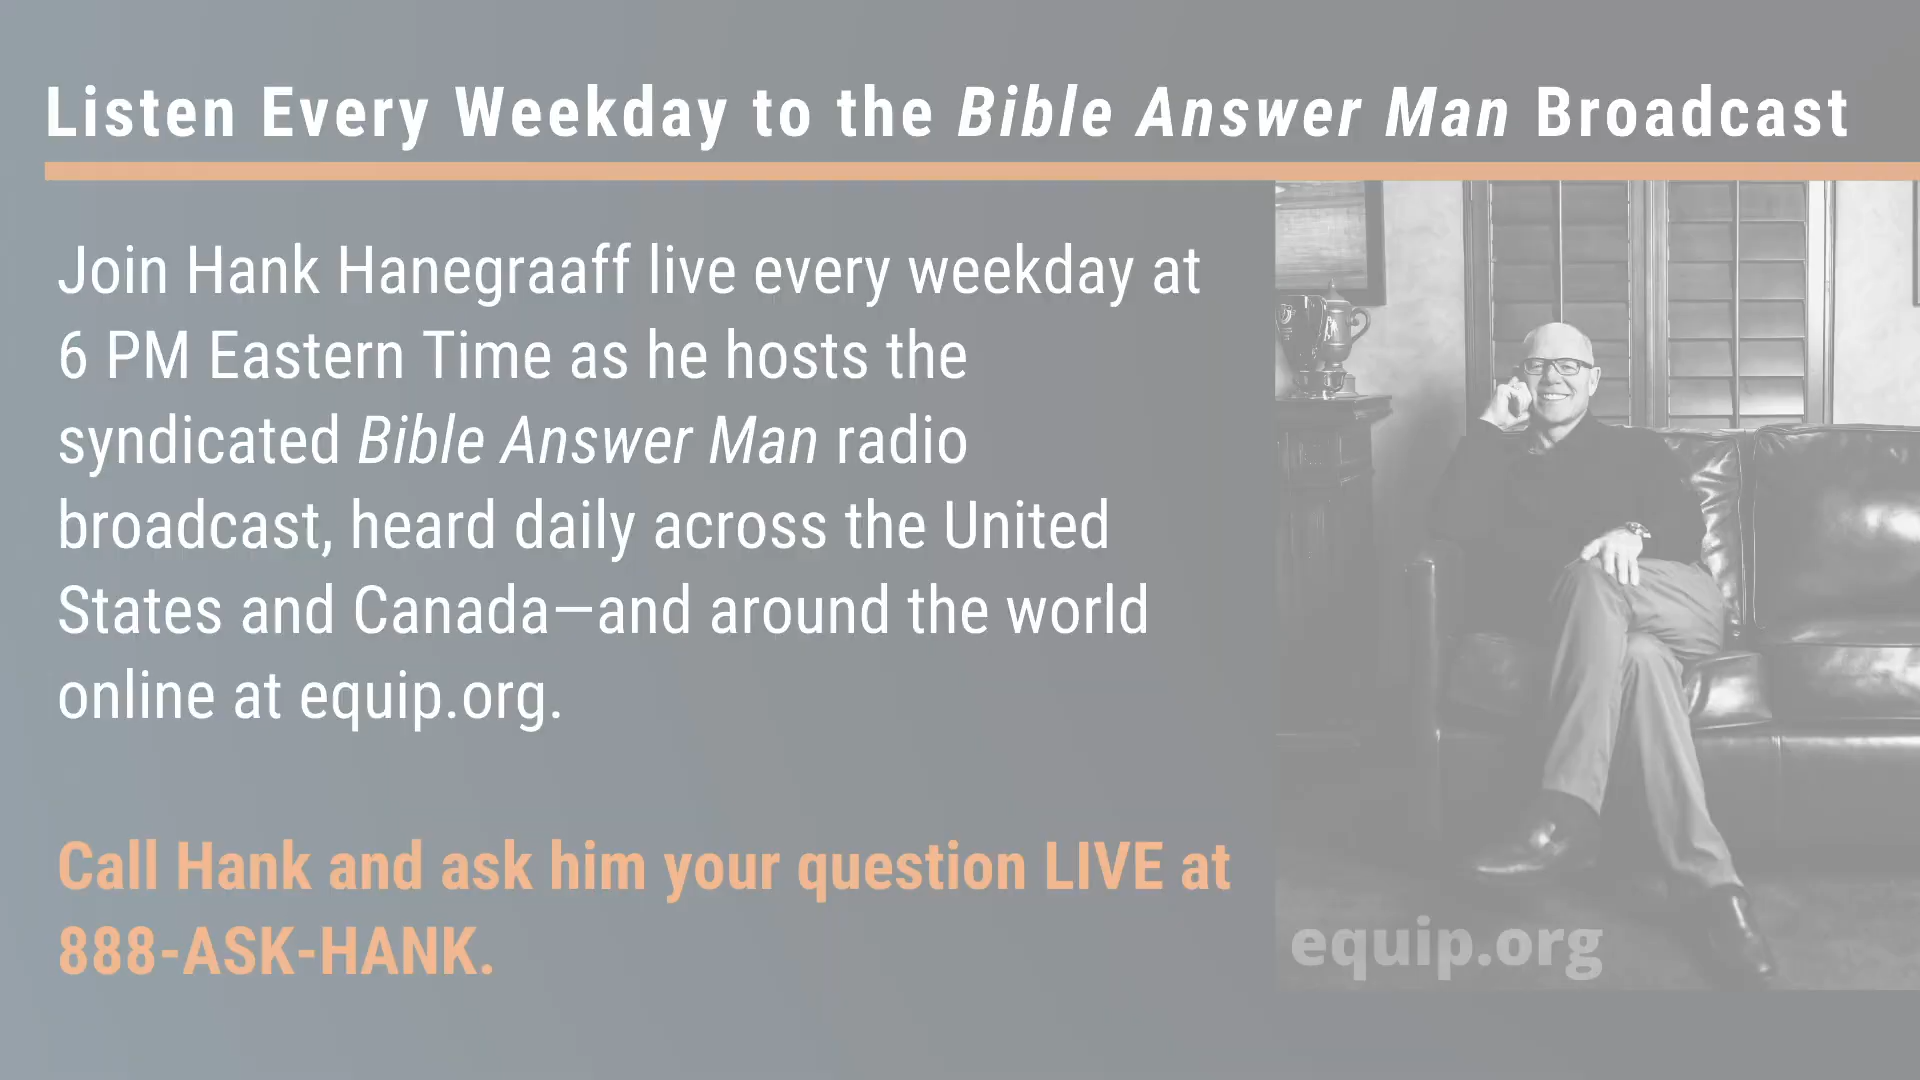 Listen Every Weekday to the Bible Answer Man Broadcast
Join Hank Hanegraaff live every weekday at
6 PM Eastern Time as he hosts the
syndicated Bible Answer Man radio
broadcast, heard daily across the United
States and Canada—and around the world
online at equip.org.
Call Hank and ask him your question LIVE at
888-ASK-HANK.
equip.org